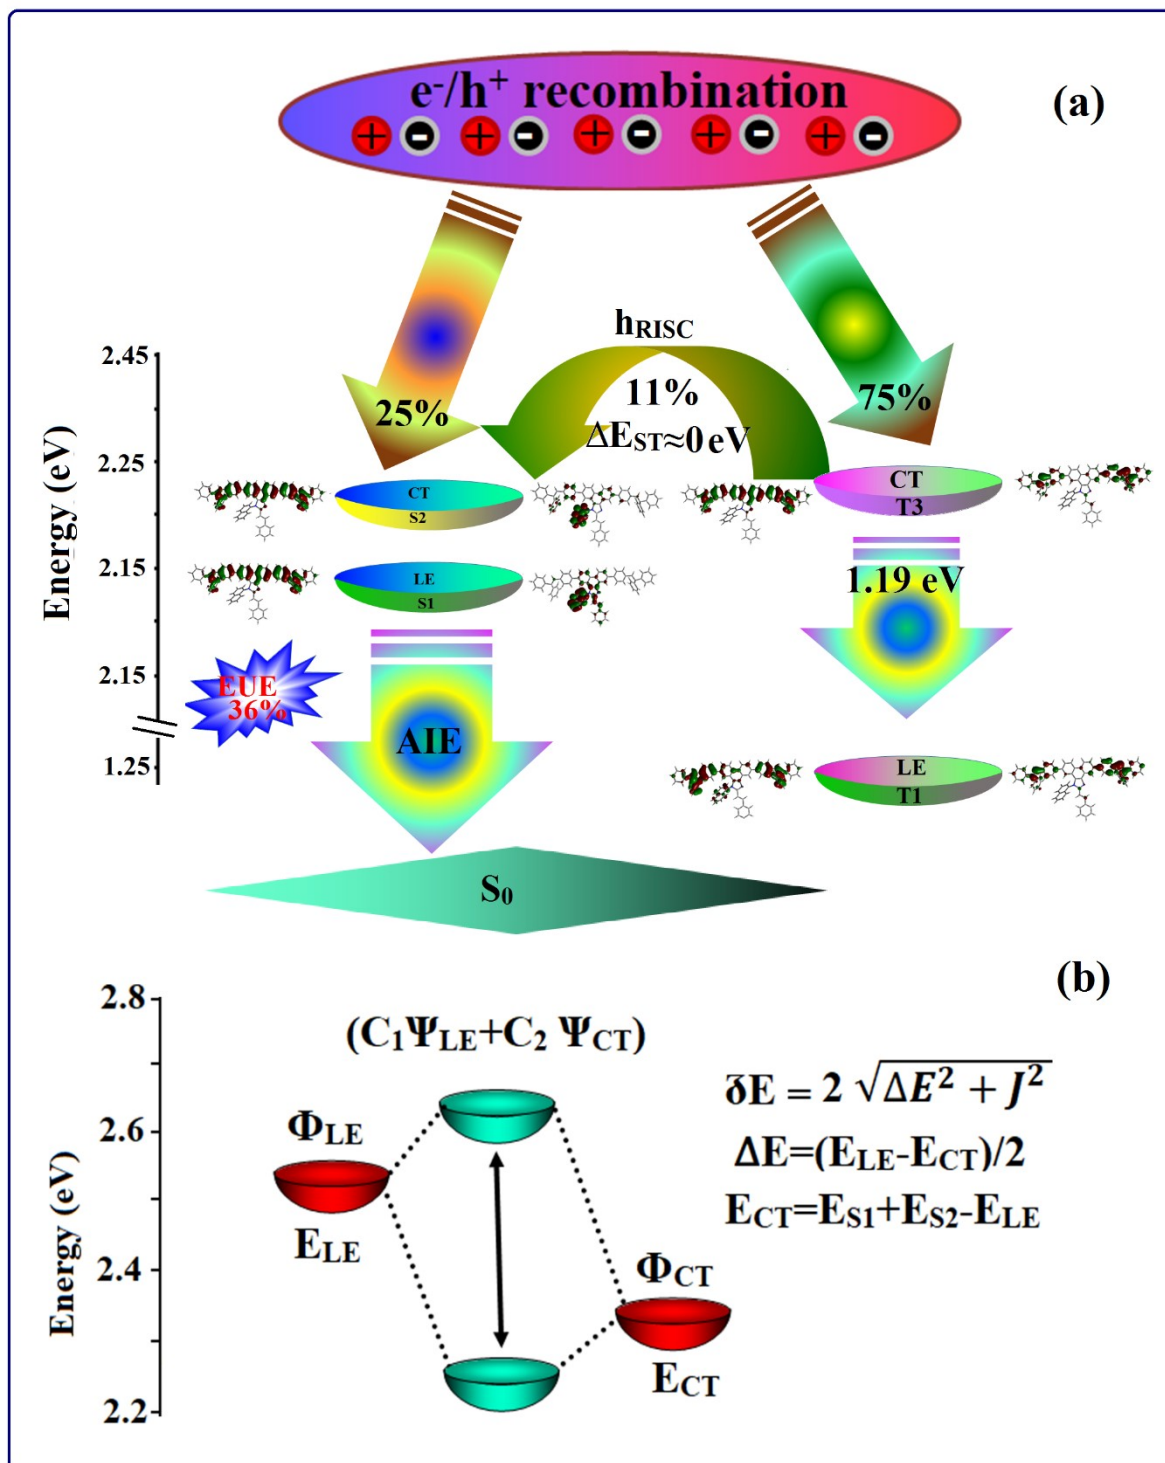 e⁻/h⁺ recombination
(a)
+ - + - + - + - + -
hRISC
2.45
25%
11%
75%
ΔEST≈0 eV
Energy (eV)
2.25
CT
S2
CT
T3
2.15
LE
S1
1.19 eV
2.15
EUE
36%
AIE
1.25
LE
T1
S₀
(b)
2.8
(C₁ΨLE+C₂ ΨCT)
δE = 2 √ΔE² + J²
2.6
ΦLE
ΔE=(ELE-ECT)/2
Energy (eV)
ECT=ES1+ES2-ELE
ELE
2.4
ΦCT
ECT
2.2